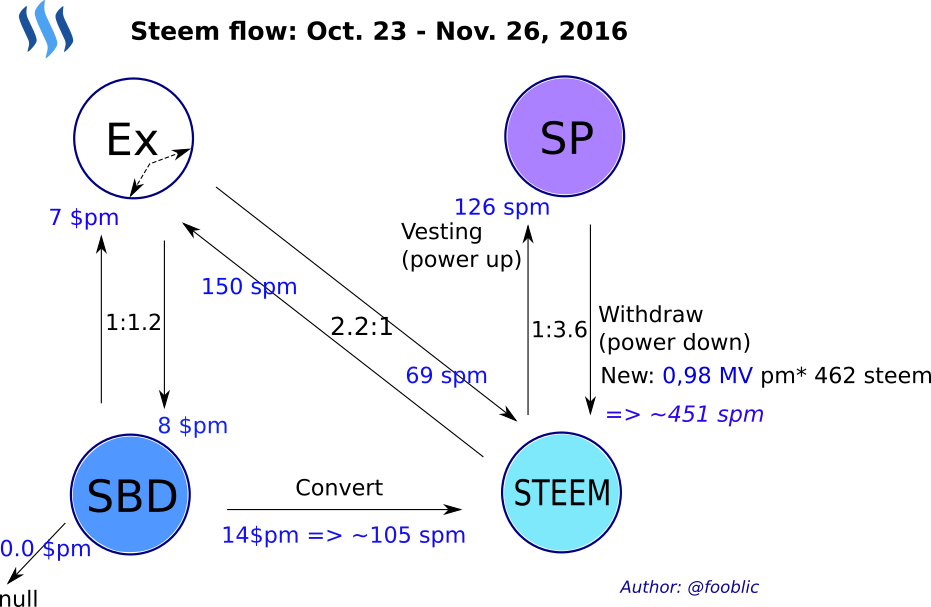 Steem flow: Oct. 23 - Nov. 26, 2016
Ex
SP
7 $pm
126 spm
Vesting
(power up)
150 spm
1:1.2
2.2:1
1:3.6
Withdraw
(power down)
69 spm
New: 0,98 MV pm* 462 steem
=> ~451 spm
8 $pm
SBD
STEEM
Convert
14$pm => ~105 spm
0.0 $pm
null
Author: @fooblic